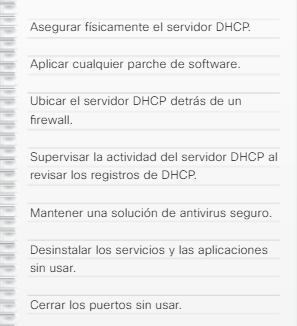 Asegurar físicamente el servidor DHCP.
Aplicar cualquier parche de software.
Ubicar el servidor DHCP detrás de un
firewall.
Supervisar la actividad del servidor DHCP al
revisar los registros de DHCP.
Mantener una solución de antivirus seguro.
Desinstalar los servicios y las aplicaciones
sin usar.
Cerrar los puertos sin usar.